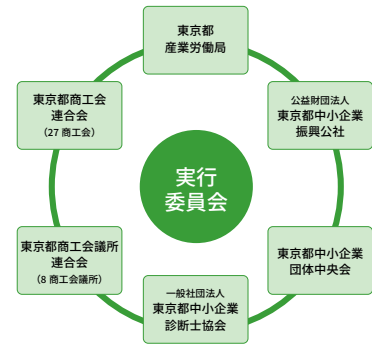 東京都
産業労働局
公益財団法人
東京都中小企業
振興公社
東京都中小企業
団体中央会
一般社団法人
東京都中小企業
診断士協会
東京都商工会議所
連合会
（8 商工会議所）
東京都商工会
連合会
（27 商工会）
実行
委員会